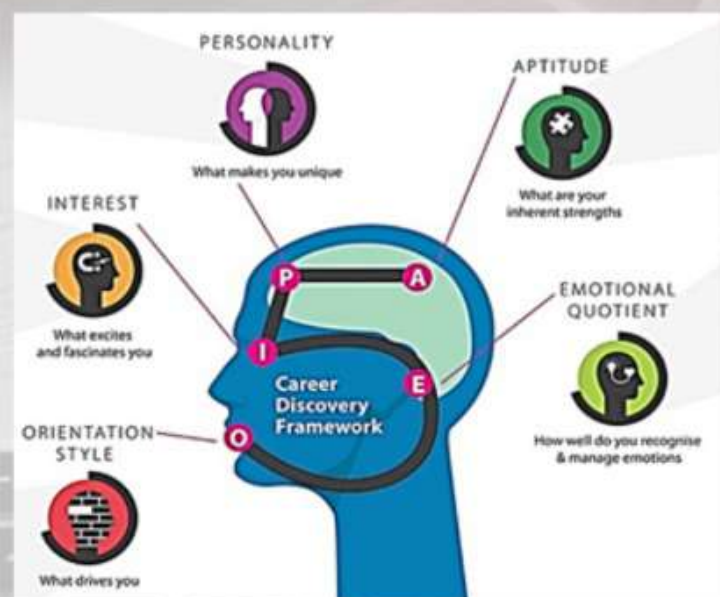 PERSONALITY
What makes you unique
APTITUDE
What are your
inherent strengths
INTEREST
What excites
and fascinates you
EMOTIONAL
QUOTIENT
How well do you recognise
& manage emotions
ORIENTATION
STYLE
What drives you
P
A
I
E
O
Career
Discovery
Framework